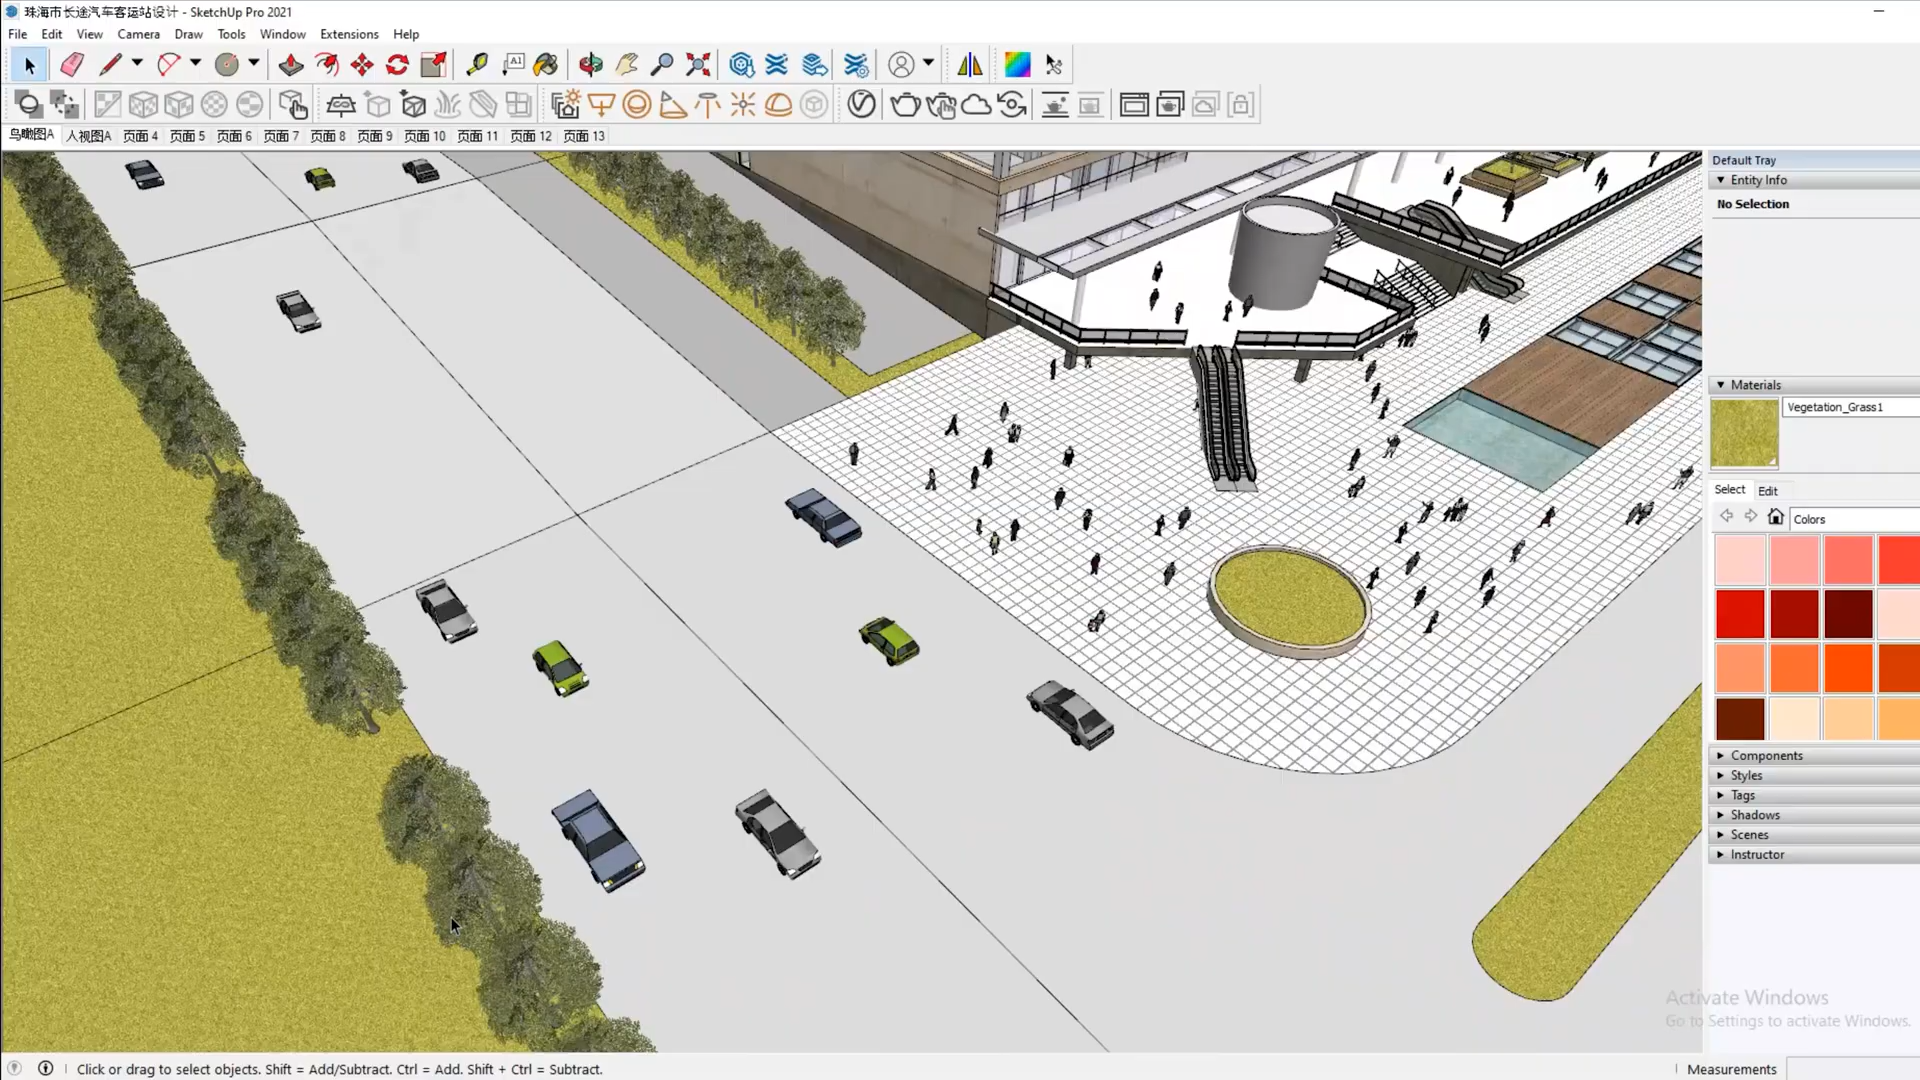 珠海市长途汽车客运站设计 - SketchUp Pro 2021
File Edit View Camera Draw Tools Window Extensions Help
A1
鸟瞰图A 人视图A 页面 4 页面 5 页面 6 页面 7 页面 8 页面 9 页面 10 页面 11 页面 12 页面 13
Default Tray
Entity Info
No Selection
Materials
Vegetation_Grass1
Select Edit
Colors
Components
Styles
Tags
Shadows
Scenes
Instructor
Activate Windows
Go to Settings to activate Windows.
Click or drag to select objects. Shift = Add/Subtract. Ctrl = Add. Shift + Ctrl = Subtract.
Measurements